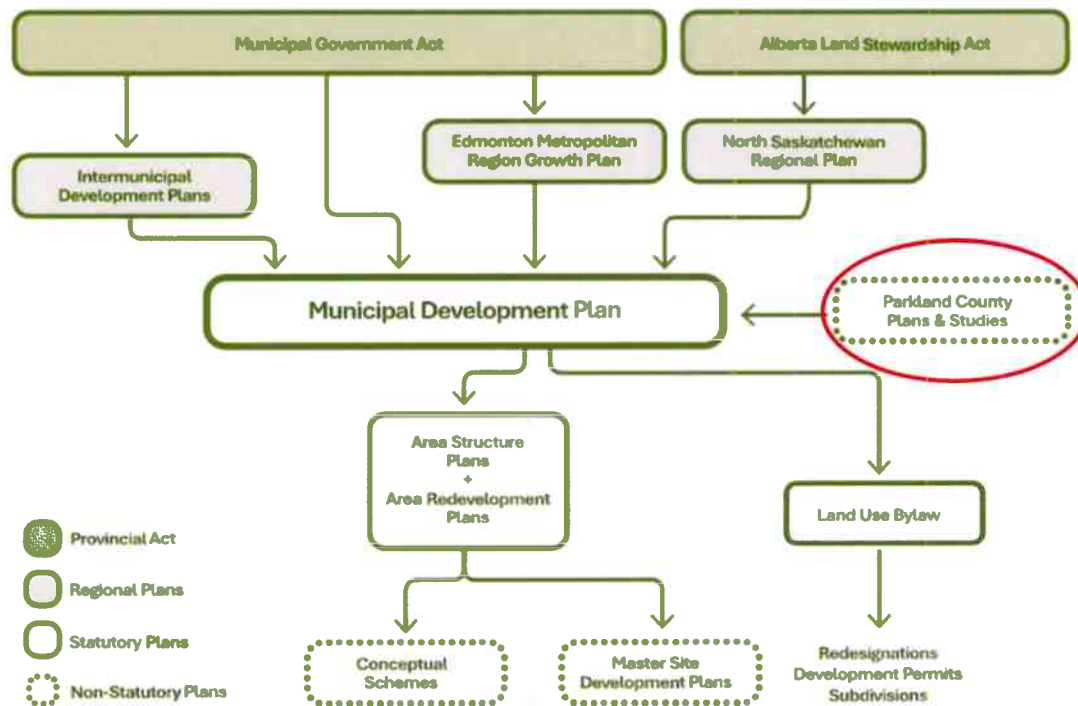 Municipal Government Act
Alberta Land Stewardship Act
Edmonton Metropolitan
Region Growth Plan
North Saskatchewan
Regional Plan
Intermunicipal
Development Plans
Municipal Development Plan
Parkland County
Plans & Studies
Area Structure
Plans
+
Area Redevelopment
Plans
Land Use Bylaw
Provincial Act
Regional Plans
Statutory Plans
Non-Statutory Plans
Conceptual
Schemes
Master Site
Development Plans
Redesignations
Development Permits
Subdivisions